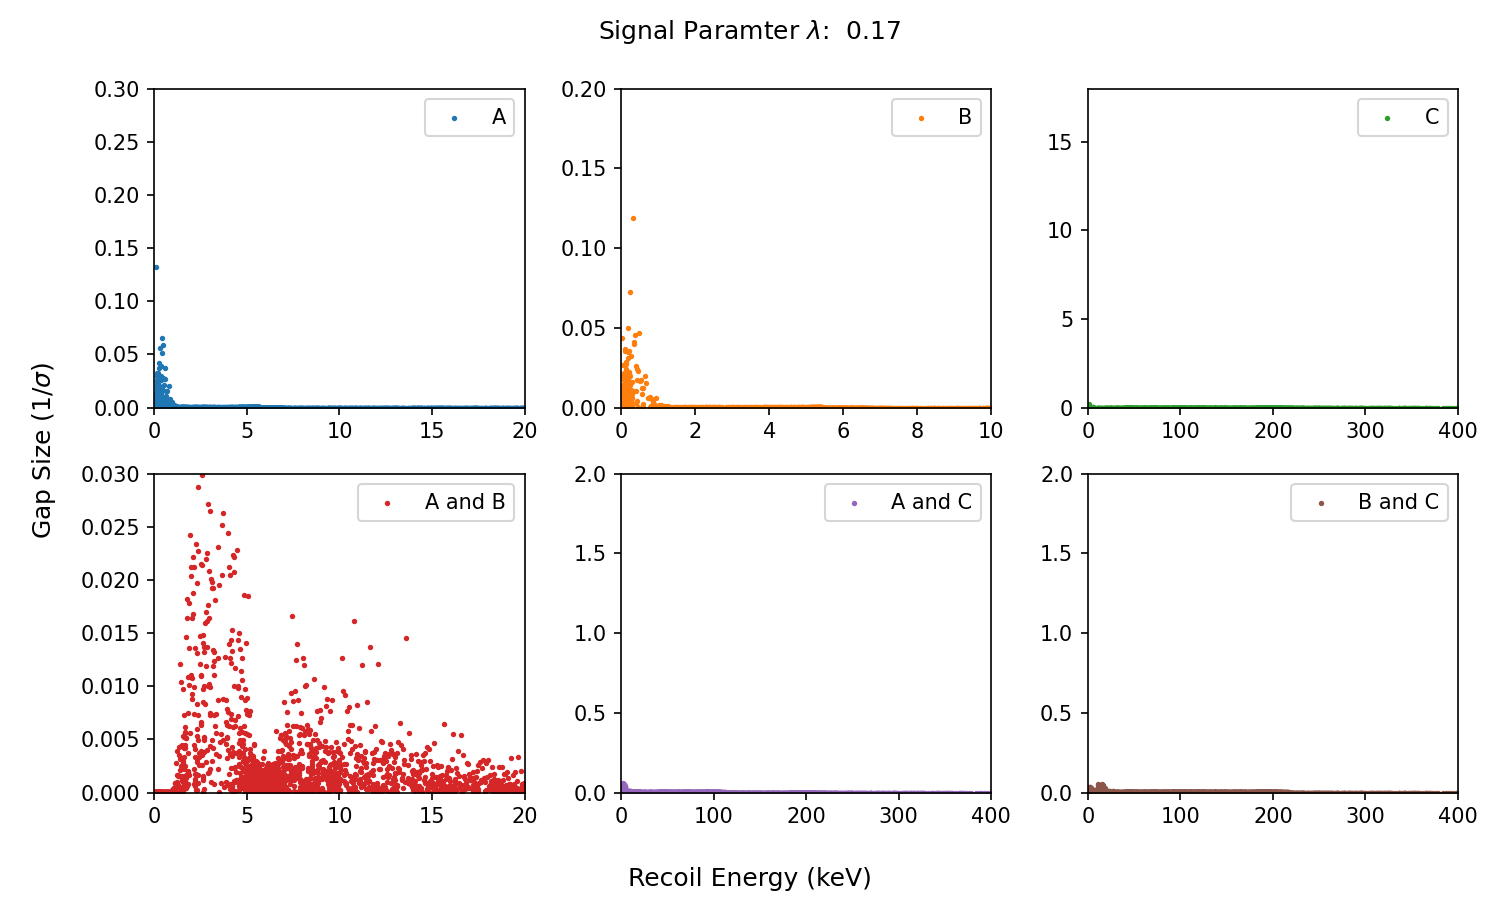 Signal Paramter λ: 0.17
0.30
0.25
0.20
0.15
0.10
0.05
0.00
0 5 10 15 20
A
0.20
0.15
0.10
0.05
0.00
0 2 4 6 8 10
B
15
10
5
0
0 100 200 300 400
C
Gap Size (1/σ)
0.030
0.025
0.020
0.015
0.010
0.005
0.000
0 5 10 15 20
A and B
2.0
1.5
1.0
0.5
0.0
0 100 200 300 400
A and C
2.0
1.5
1.0
0.5
0.0
0 100 200 300 400
B and C
Recoil Energy (keV)